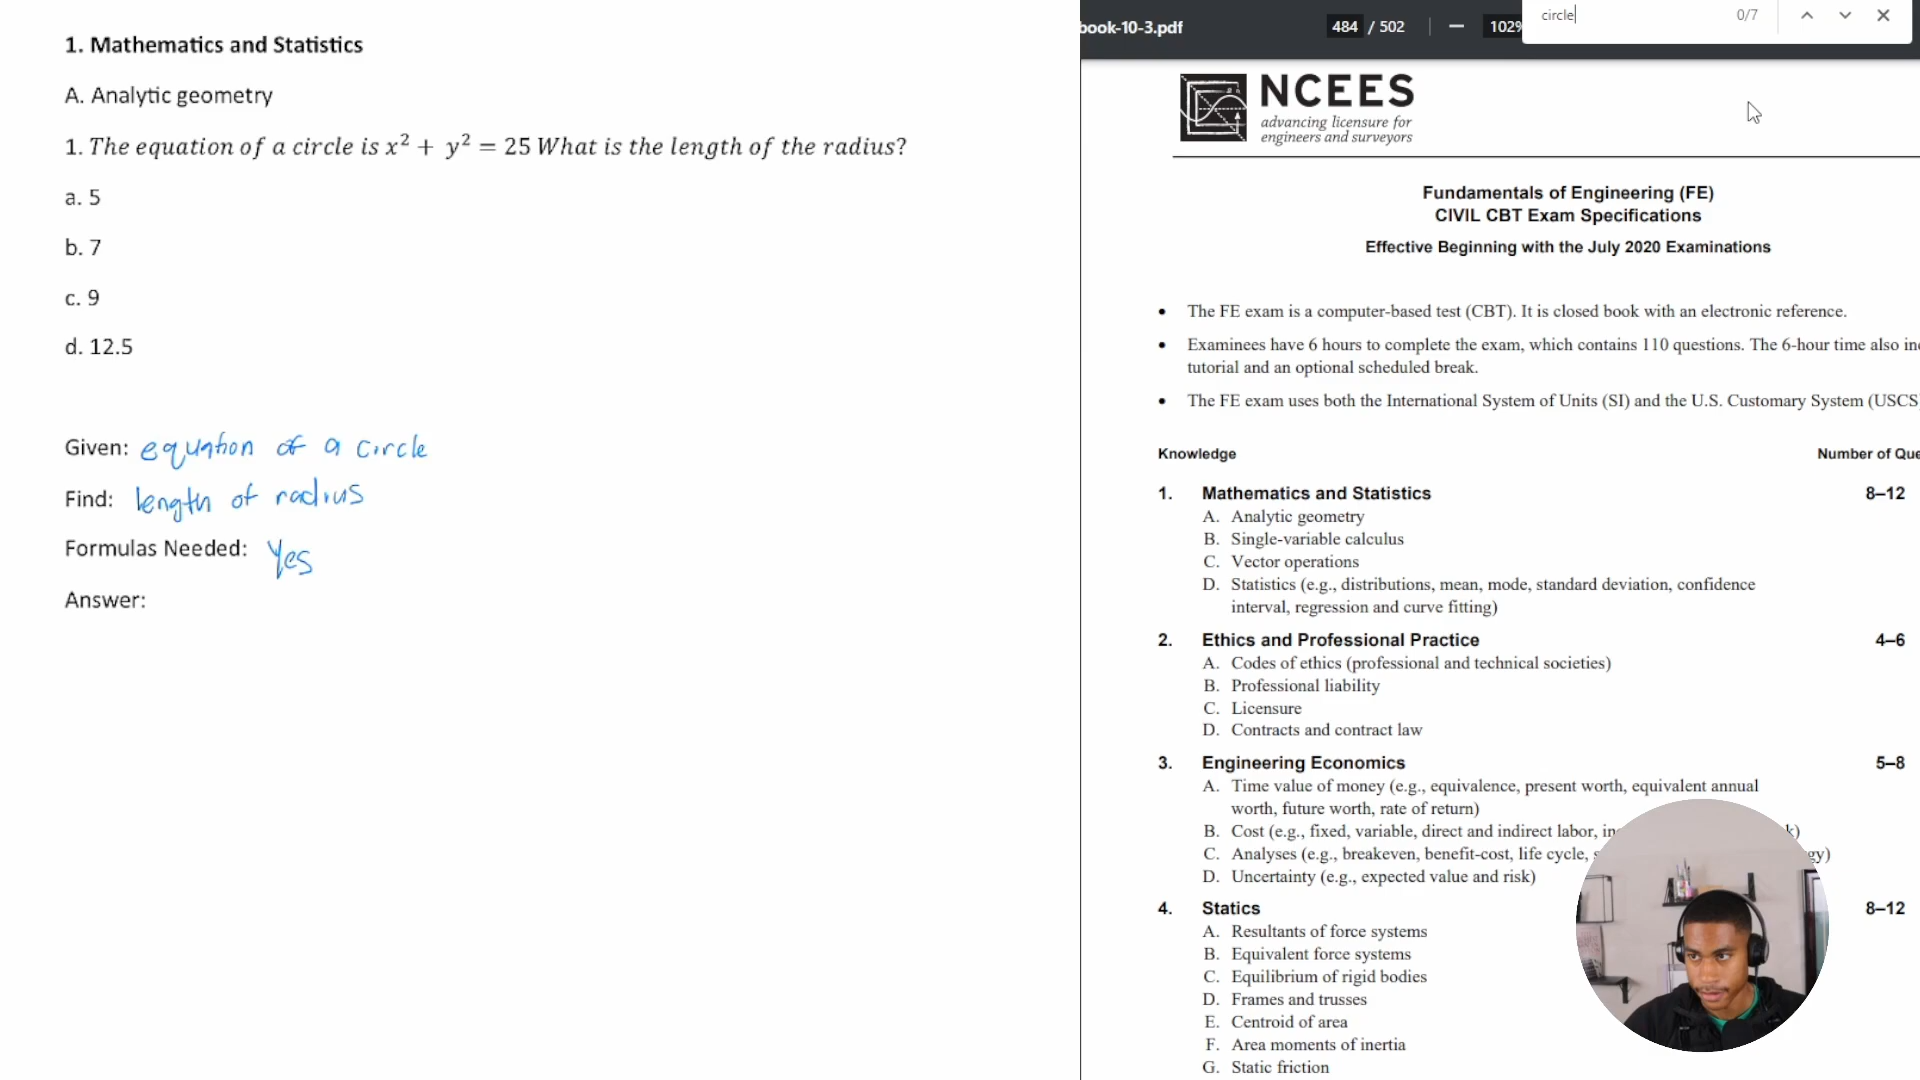 1. Mathematics and Statistics
A. Analytic geometry
1. The equation of a circle is x² + y² = 25 What is the length of the radius?
a. 5
b. 7
c. 9
d. 12.5
Given: equation of a circle
Find: length of radius
Formulas Needed: Yes
Answer:
book-10-3.pdf
484 / 502
102%
circle
0/7
NCEES
advancing licensure for
engineers and surveyors
Fundamentals of Engineering (FE)
CIVIL CBT Exam Specifications
Effective Beginning with the July 2020 Examinations
• The FE exam is a computer-based test (CBT). It is closed book with an electronic reference.
• Examinees have 6 hours to complete the exam, which contains 110 questions. The 6-hour time also inc
tutorial and an optional scheduled break.
• The FE exam uses both the International System of Units (SI) and the U.S. Customary System (USCS
Knowledge
Number of Que
1. Mathematics and Statistics 8–12
A. Analytic geometry
B. Single-variable calculus
C. Vector operations
D. Statistics (e.g., distributions, mean, mode, standard deviation, confidence
interval, regression and curve fitting)
2. Ethics and Professional Practice 4–6
A. Codes of ethics (professional and technical societies)
B. Professional liability
C. Licensure
D. Contracts and contract law
3. Engineering Economics 5–8
A. Time value of money (e.g., equivalence, present worth, equivalent annual
worth, future worth, rate of return)
B. Cost (e.g., fixed, variable, direct and indirect labor,
C. Analyses (e.g., breakeven, benefit-cost, life cycle,
D. Uncertainty (e.g., expected value and risk)
4. Statics 8–12
A. Resultants of force systems
B. Equivalent force systems
C. Equilibrium of rigid bodies
D. Frames and trusses
E. Centroid of area
F. Area moments of inertia
G. Static friction